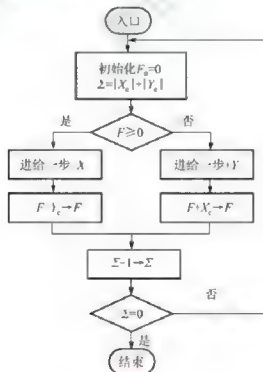 入口
初始化F₀=0
Σ=|Xₑ|+|Yₑ|
是
F≥0
否
进给一步+X
进给一步+Y
F-Yₑ→F
F+Xₑ→F
Σ-1→Σ
否
Σ=0
是
结束